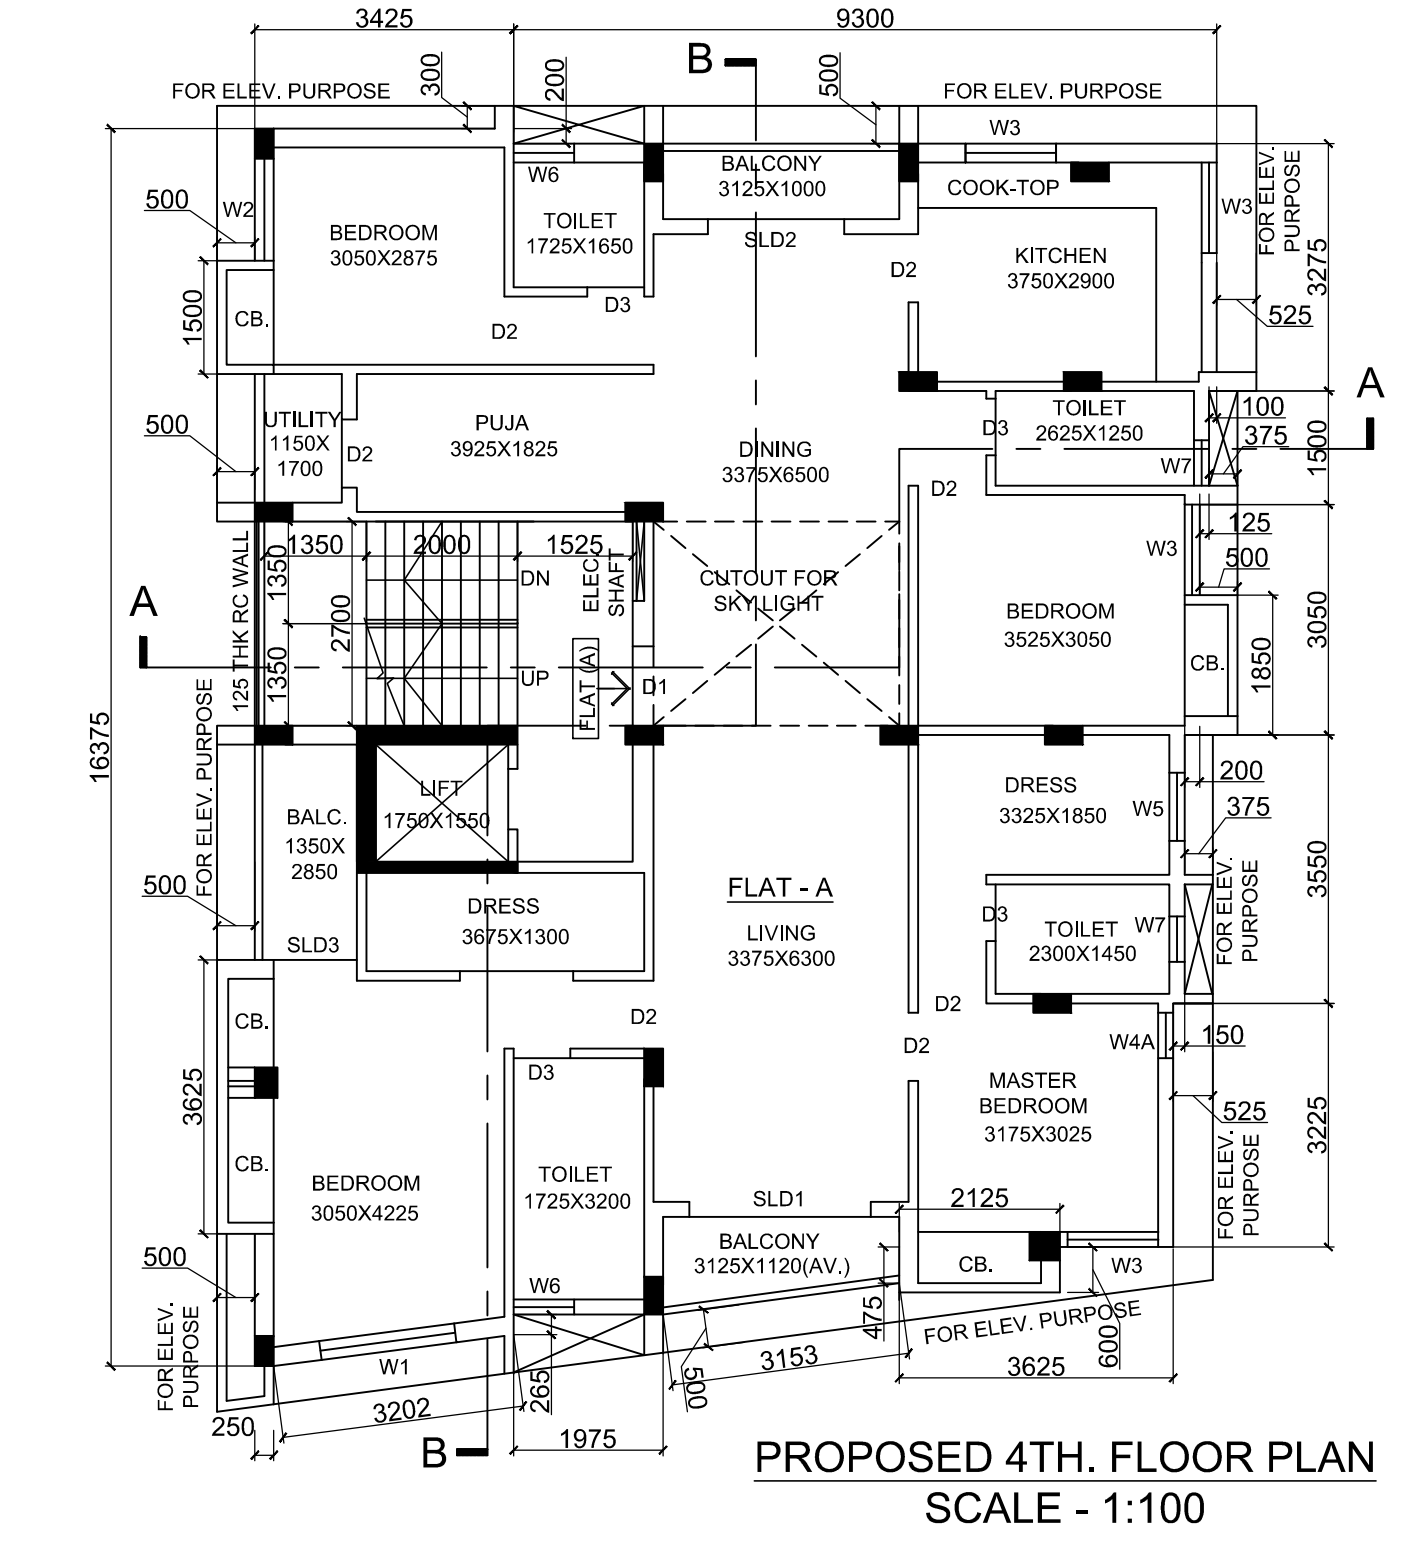 3425
9300
B
300
200
500
FOR ELEV. PURPOSE
FOR ELEV. PURPOSE
W3
W6
BALCONY
3125X1000
COOK-TOP
FOR ELEV.
PURPOSE
500
W2
W3
TOILET
1725X1650
BEDROOM
3050X2875
SLD2
KITCHEN
3750X2900
D2
3275
1500
CB.
D3
D2
525
A
UTILITY
1150X
1700
500
D2
PUJA
3925X1825
DINING
3375X6500
TOILET
2625X1250
D3
W7
100
375
1500
D2
125
500
1350
2000
1525
125 THK RC WALL
1350
2700
1350
DN
UP
ELEC.
SHAFT
CUTOUT FOR
SKY LIGHT
W3
BEDROOM
3525X3050
3050
1850
CB.
A
FLAT (A)
D1
16375
FOR ELEV. PURPOSE
LIFT
1750X1550
BALC.
1350X
2850
DRESS
3325X1850
W5
200
375
3550
500
SLD3
DRESS
3675X1300
FLAT - A
LIVING
3375X6300
D3
TOILET
2300X1450
W7
FOR ELEV.
PURPOSE
CB.
D2
D2
D2
W4A
150
3625
D3
MASTER
BEDROOM
3175X3025
525
3225
CB.
BEDROOM
3050X4225
TOILET
1725X3200
SLD1
2125
FOR ELEV.
PURPOSE
500
BALCONY
3125X1120(AV.)
W6
CB.
W3
475
600
FOR ELEV. PURPOSE
FOR ELEV.
PURPOSE
W1
3153
3625
500
265
3202
250
1975
B
PROPOSED 4TH. FLOOR PLAN
SCALE - 1:100